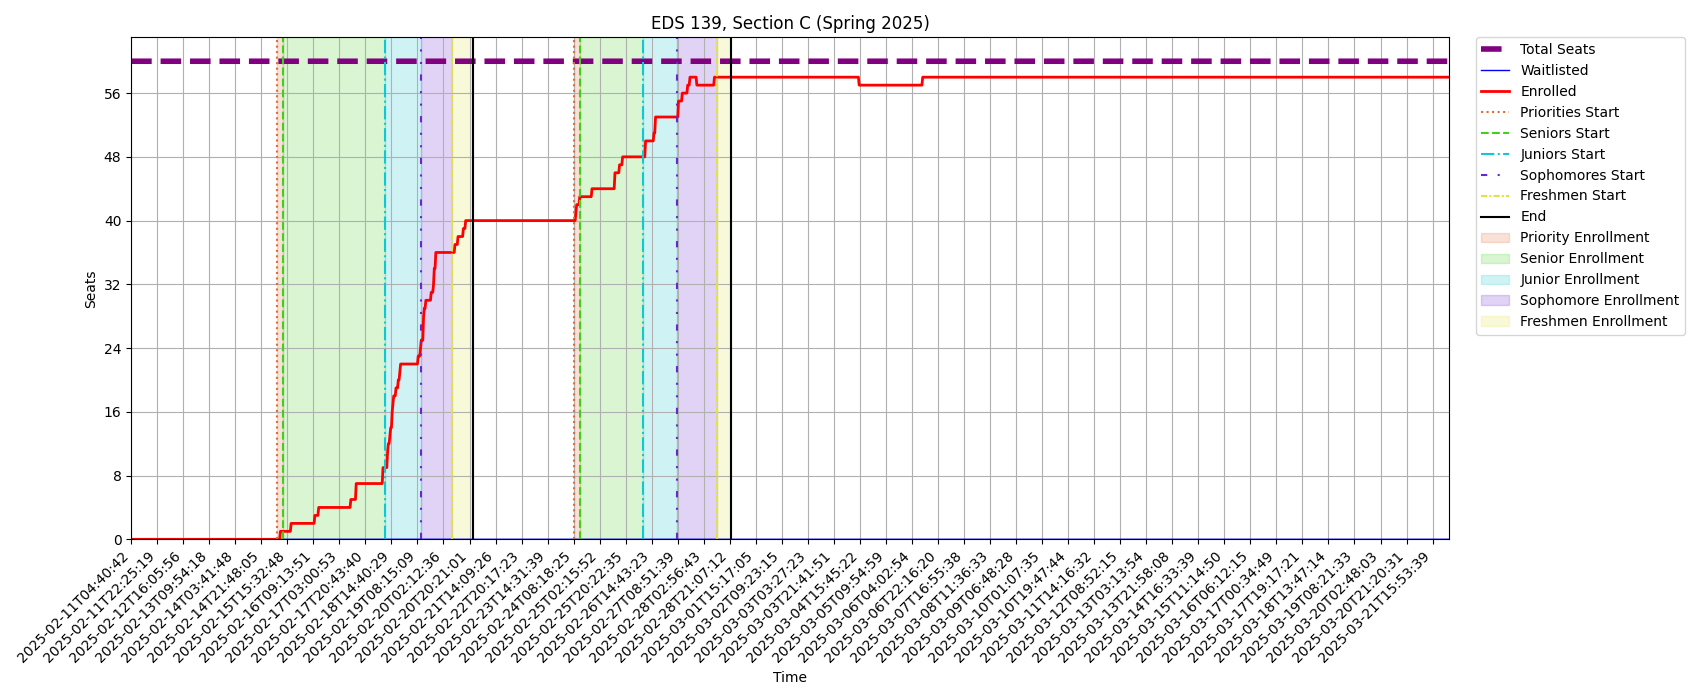 EDS 139, Section C (Spring 2025)
Seats
56
48
40
32
24
16
8
0
2025-02-11T04:40:42
2025-02-11T22:25:19
2025-02-12T16:05:56
2025-02-13T09:54:18
2025-02-14T03:41:48
2025-02-14T21:48:05
2025-02-15T15:32:48
2025-02-16T09:13:51
2025-02-17T03:00:53
2025-02-17T20:43:40
2025-02-18T14:40:29
2025-02-19T08:15:09
2025-02-20T02:12:36
2025-02-20T20:21:01
2025-02-21T14:09:26
2025-02-22T20:17:23
2025-02-23T14:31:39
2025-02-24T08:18:25
2025-02-25T02:15:52
2025-02-25T20:22:35
2025-02-26T14:43:23
2025-02-27T08:51:39
2025-02-28T02:56:43
2025-02-28T21:07:12
2025-03-01T15:17:05
2025-03-02T09:23:15
2025-03-03T03:27:23
2025-03-03T21:41:51
2025-03-04T15:45:22
2025-03-05T09:54:59
2025-03-06T04:02:54
2025-03-06T22:16:20
2025-03-07T16:55:38
2025-03-08T11:36:33
2025-03-09T06:48:28
2025-03-10T01:07:35
2025-03-10T19:47:44
2025-03-11T14:16:32
2025-03-12T08:52:15
2025-03-13T03:13:54
2025-03-13T21:58:08
2025-03-14T16:33:39
2025-03-15T11:14:50
2025-03-16T06:12:15
2025-03-17T00:34:49
2025-03-17T19:17:21
2025-03-18T13:47:14
2025-03-19T08:21:33
2025-03-20T02:48:03
2025-03-20T21:20:31
2025-03-21T15:53:39
Time
Total Seats
Waitlisted
Enrolled
Priorities Start
Seniors Start
Juniors Start
Sophomores Start
Freshmen Start
End
Priority Enrollment
Senior Enrollment
Junior Enrollment
Sophomore Enrollment
Freshmen Enrollment